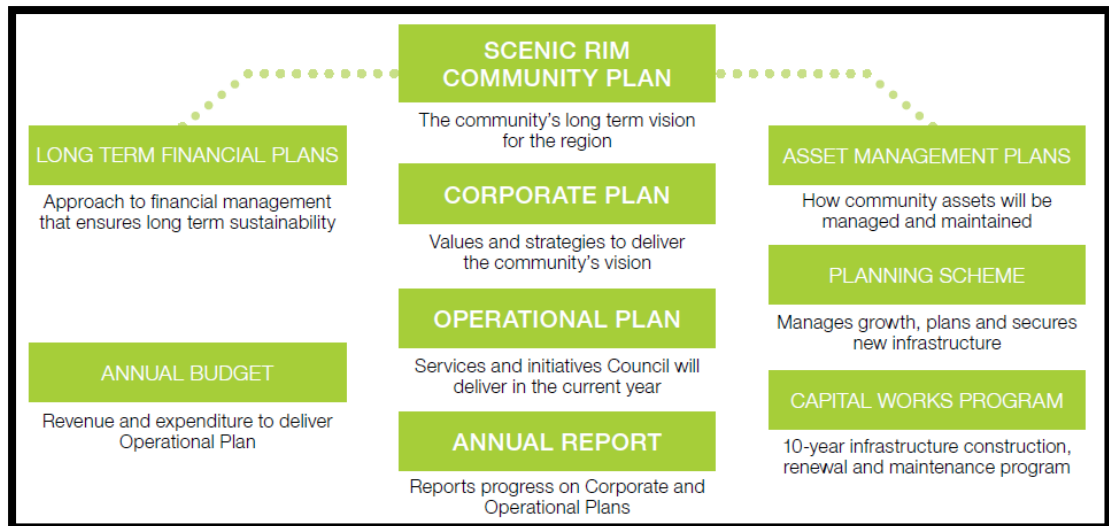 SCENIC RIM
COMMUNITY PLAN
The community's long term vision
for the region
LONG TERM FINANCIAL PLANS
Approach to financial management
that ensures long term sustainability
ANNUAL BUDGET
Revenue and expenditure to deliver
Operational Plan
CORPORATE PLAN
Values and strategies to deliver
the community's vision
OPERATIONAL PLAN
Services and initiatives Council will
deliver in the current year
ANNUAL REPORT
Reports progress on Corporate and
Operational Plans
ASSET MANAGEMENT PLANS
How community assets will be
managed and maintained
PLANNING SCHEME
Manages growth, plans and secures
new infrastructure
CAPITAL WORKS PROGRAM
10-year infrastructure construction,
renewal and maintenance program